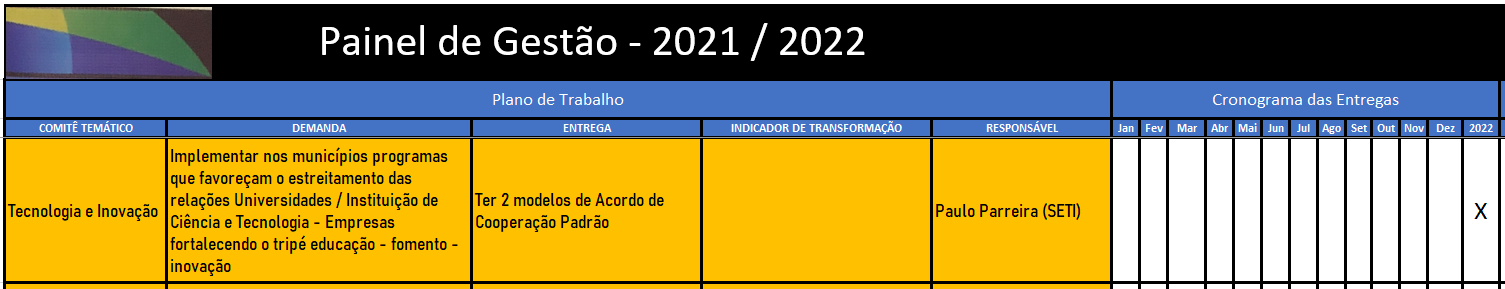 Painel de Gestão - 2021 / 2022
Plano de Trabalho
Cronograma das Entregas
COMITÊ TEMÁTICO
DEMANDA
ENTREGA
INDICADOR DE TRANSFORMAÇÃO
RESPONSÁVEL
Jan Fev Mar Abr Mai Jun Jul Ago Set Out Nov Dez 2022
Tecnologia e Inovação
Implementar nos municípios programas
que favoreçam o estreitamento das
relações Universidades / Instituição de
Ciência e Tecnologia - Empresas
fortalecendo o tripé educação - fomento -
inovação
Ter 2 modelos de Acordo de
Cooperação Padrão
Paulo Parreira (SETI)
X